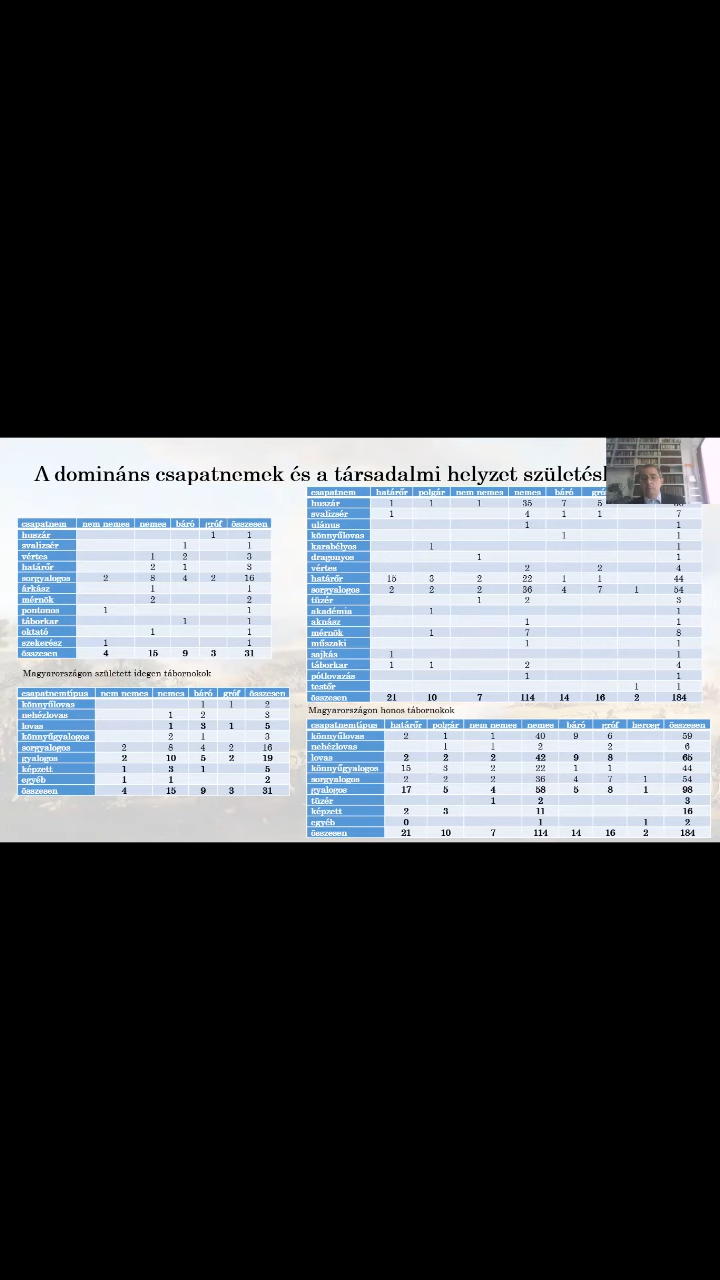 A domináns csapatnemek és a társadalmi helyzet
csapatnem nem nemes nemes báró gróf összesen
huszár 1 1
svalizsér 1 1
vértes 1 2 3
határőr 2 1 3
sorgyalogos 2 8 4 2 16
árkász 1 1
mérnök 2 2
pontonos 1 1
táborkar 1 1
oktató 1 1
szekerész 1 1
összesen 4 15 9 3 31
Magyarországon született idegen tábornokok
csapatnemtípus nem nemes nemes báró gróf összesen
könnyűlovas 1 1 2
nehézlovas 1 2 3
lovas 1 3 1 5
könnyűgyalogos 2 1 3
sorgyalogos 2 8 4 2 16
gyalogos 2 10 5 2 19
képzett 1 3 1 5
egyéb 1 1 2
összesen 4 15 9 3 31
csapatnem határőr polgár nem nemes nemes báró
huszár 1 1 1 35 7 5
svalizsér 1 4 1 1 7
ulánus 1 1
könnyűlovas 1 1
karabélyos 1 1
dragonyos 1 1
vértes 2 2 4
határőr 15 3 2 22 1 1 44
sorgyalogos 2 2 2 36 4 7 1 54
tüzér 1 2 3
akadémia 1 1
aknász 1 1
mérnök 1 7 8
műszaki 1 1
sajkás 1 1
táborkar 1 1 2 4
pótlovazás 1 1
testőr 1 1
összesen 21 10 7 114 14 16 2 184
Magyarországon honos tábornokok
csapatnemtípus határőr polgár nem nemes nemes báró gróf herceg összesen
könnyűlovas 2 1 1 40 9 6 59
nehézlovas 1 1 2 2 6
lovas 2 2 2 42 9 8 65
könnyűgyalogos 15 3 2 22 1 1 44
sorgyalogos 2 2 2 36 4 7 1 54
gyalogos 17 5 4 58 5 8 1 98
tüzér 1 2 3
képzett 2 3 11 16
egyéb 0 1 1 2
összesen 21 10 7 114 14 16 2 184